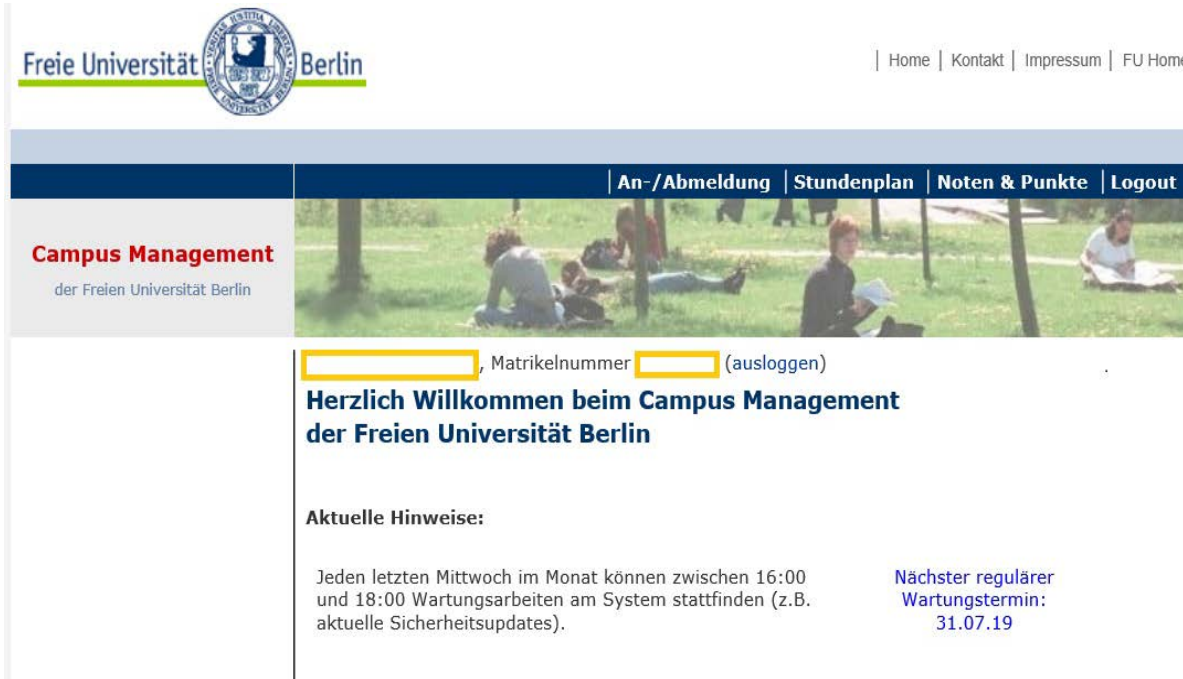 Freie Universität Berlin
| Home | Kontakt | Impressum | FU Home
|An-/Abmeldung |Stundenplan |Noten & Punkte |Logout
Campus Management
der Freien Universität Berlin
, Matrikelnummer (ausloggen) .
Herzlich Willkommen beim Campus Management
der Freien Universität Berlin
Aktuelle Hinweise:
Jeden letzten Mittwoch im Monat können zwischen 16:00
und 18:00 Wartungsarbeiten am System stattfinden (z.B.
aktuelle Sicherheitsupdates).
Nächster regulärer
Wartungstermin:
31.07.19